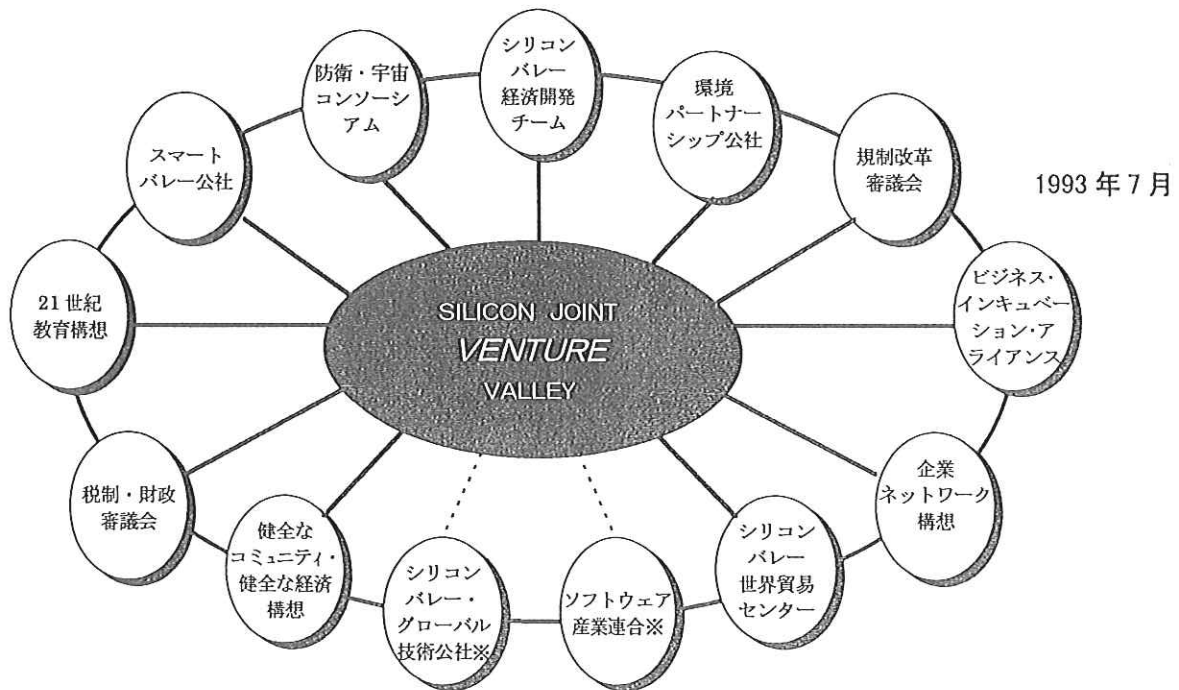 シリコン
バレー
経済開発
チーム
環境
パートナー
シップ公社
規制改革
審議会
1993年7月
ビジネス・
インキュベー
ション・ア
ライアンス
企業
ネットワーク
構想
シリコン
バレー
世界貿易
センター
ソフトウェア
産業連合※
シリコン
バレー・
グローバル
技術公社※
健全な
コミュニティ・
健全な経済
構想
税制・財政
審議会
21世紀
教育構想
スマート
バレー公社
防衛・宇宙
コンソーシ
アム
SILICON JOINT
VENTURE
VALLEY